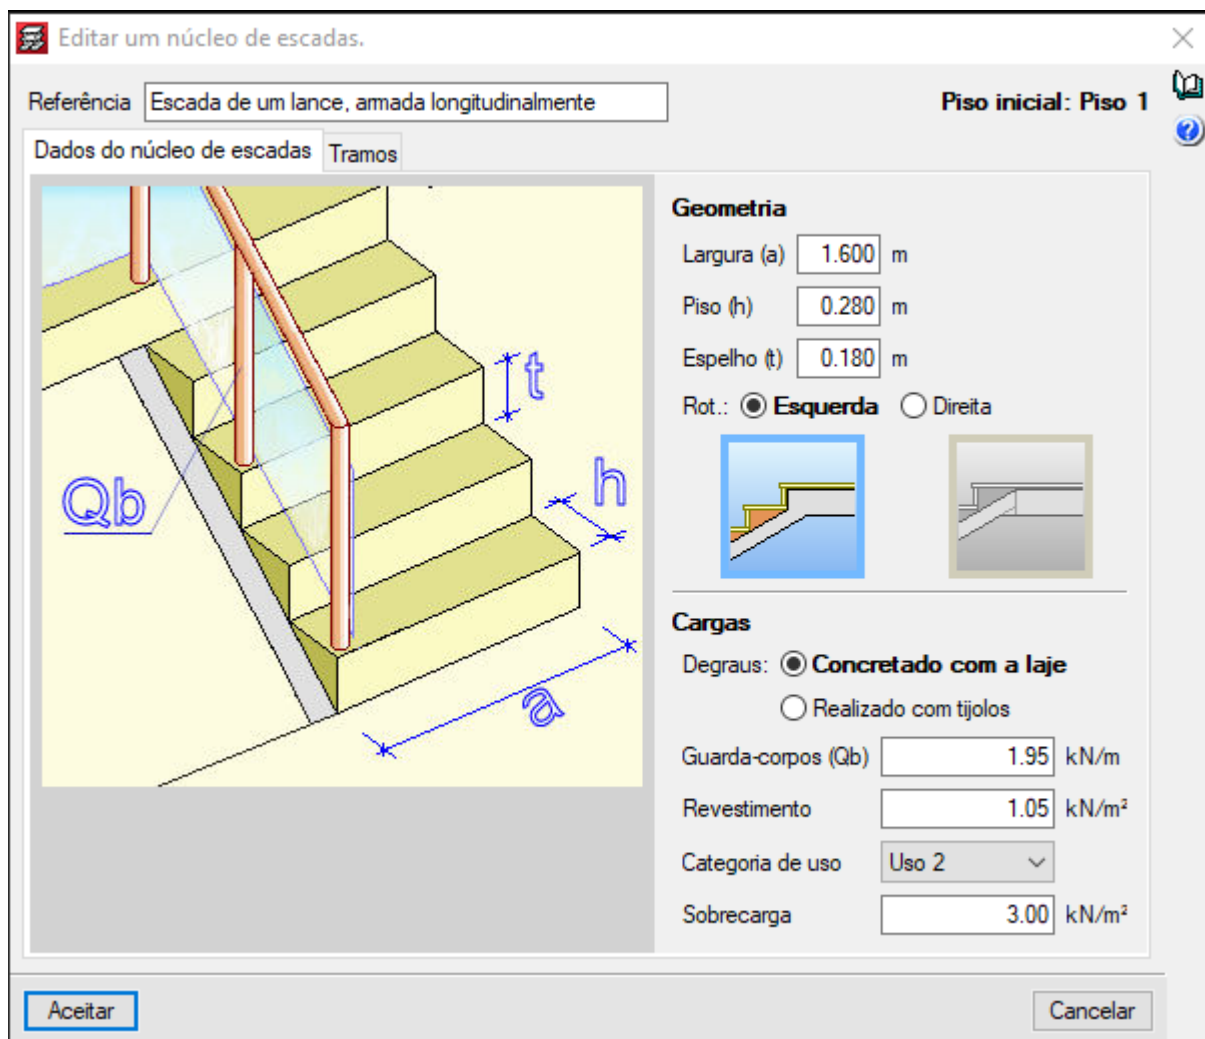 Editar um núcleo de escadas.
Referência Escada de um lance, armada longitudinalmente Piso inicial: Piso 1
Dados do núcleo de escadas Tramos
Geometria
Largura (a) 1.600 m
Piso (h) 0.280 m
Espelho (t) 0.180 m
Rot.: Esquerda Direita
t
h
Qb
a
Cargas
Degraus: Concretado com a laje
Realizado com tijolos
Guarda-corpos (Qb) 1.95 kN/m
Revestimento 1.05 kN/m²
Categoria de uso Uso 2
Sobrecarga 3.00 kN/m²
Aceitar Cancelar